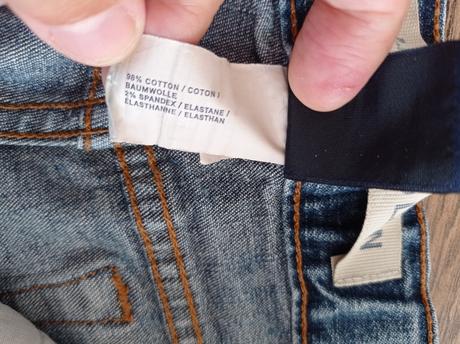 98% COTTON / COTON /
BAUMWOLLE
2% SPANDEX / ELASTANE /
ELASTHANNE / ELASTHAN